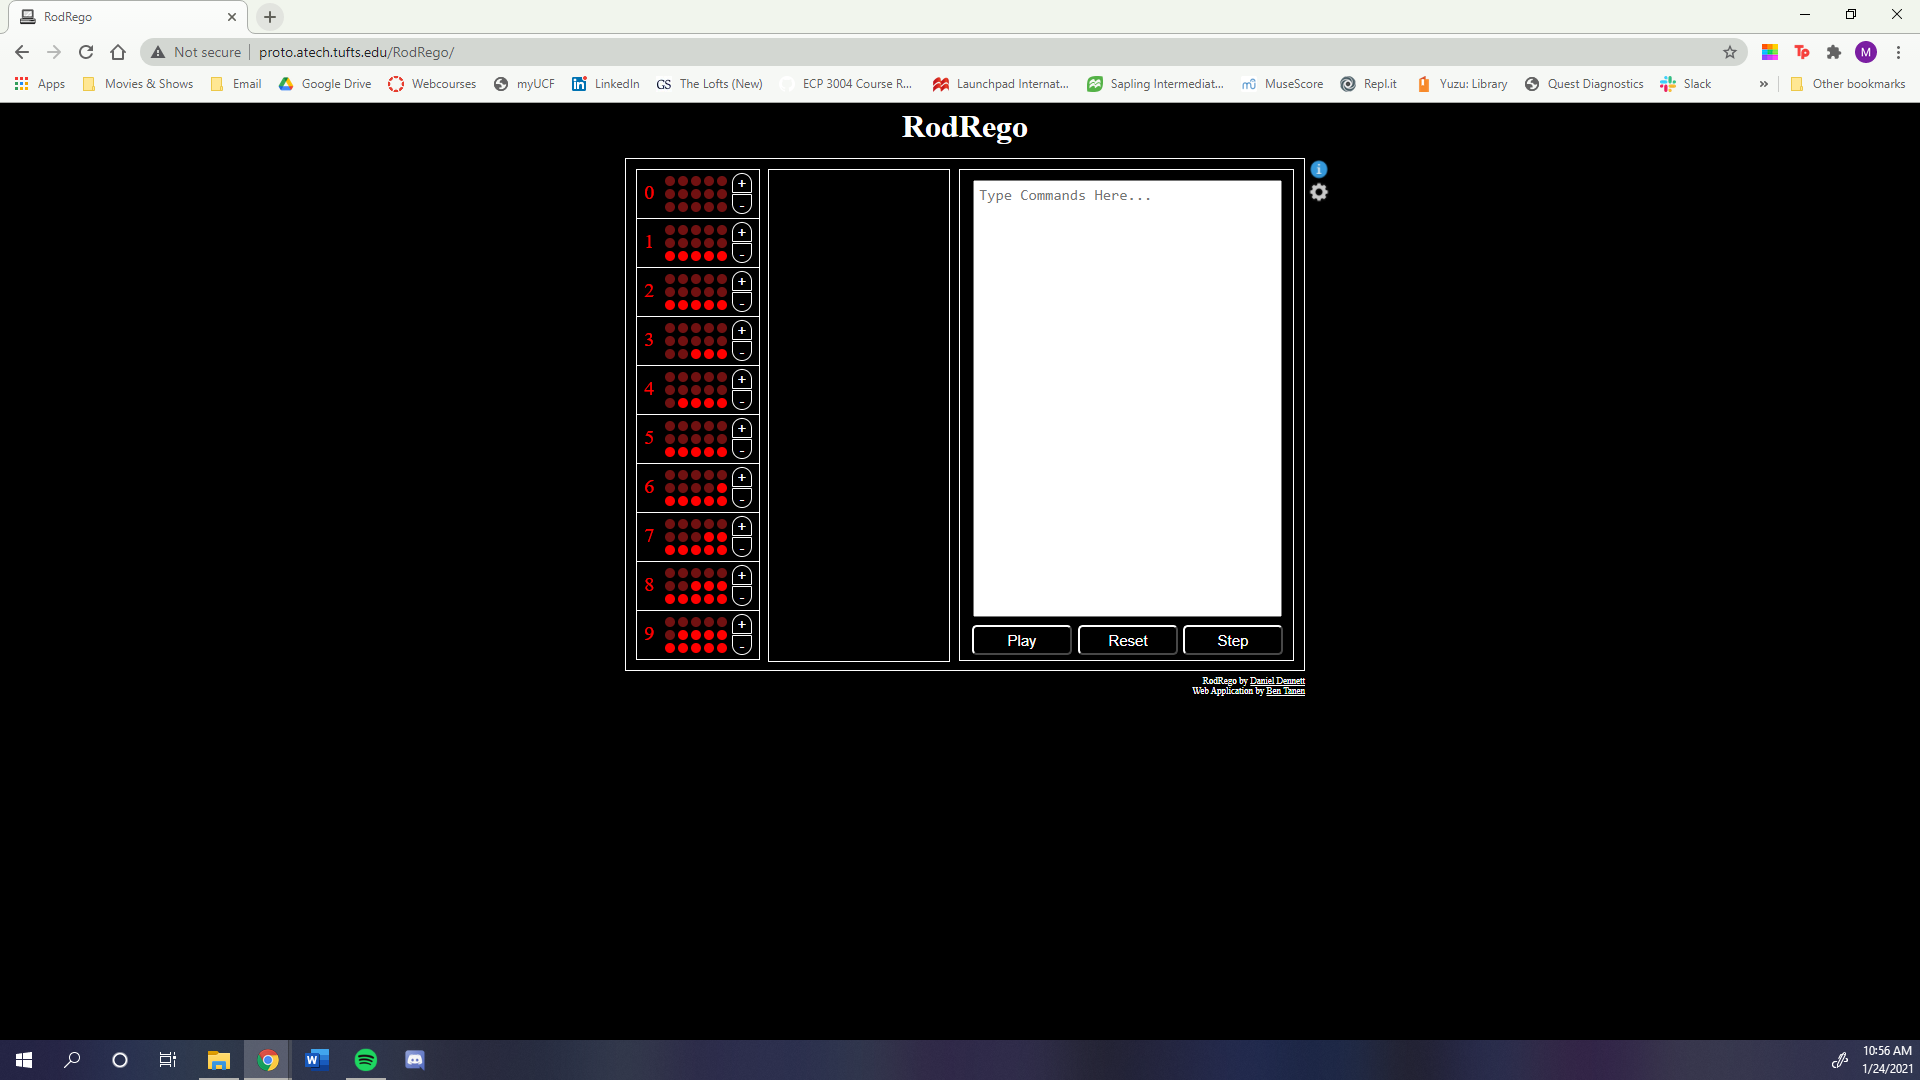 RodRego
Not secure proto.atech.tufts.edu/RodRego/ M
Apps Movies & Shows Email Google Drive Webcourses myUCF LinkedIn GS The Lofts (New) ECP 3004 Course R... Launchpad Internat... Sapling Intermediat... MuseScore Repl.it Yuzu: Library Quest Diagnostics Slack » Other bookmarks
RodRego
0 + -
1 + -
2 + -
3 + -
4 + -
5 + -
6 + -
7 + -
8 + -
9 + -
Type Commands Here...
Play Reset Step
RodRego by Daniel Dennett
Web Application by Ben Tanen
10:56 AM
1/24/2021